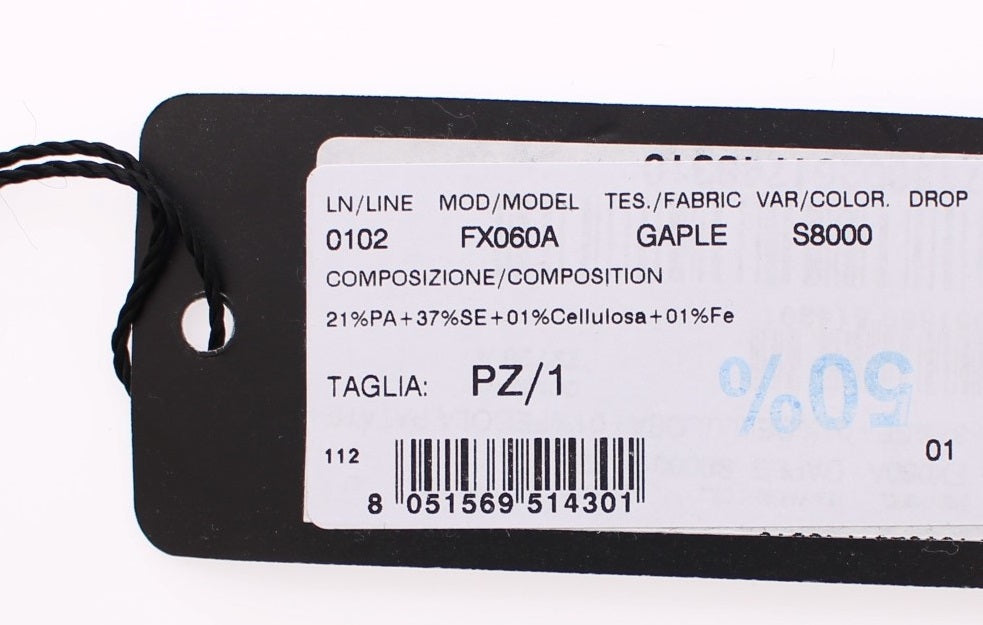 LN/LINE MOD/MODEL TES./FABRIC VAR/COLOR. DROP
0102 FX060A GAPLE S8000
COMPOSIZIONE/COMPOSITION
21%PA+37%SE+01%Cellulosa+01%Fe
50%
TAGLIA: PZ/1
01
112
8 051569 514301